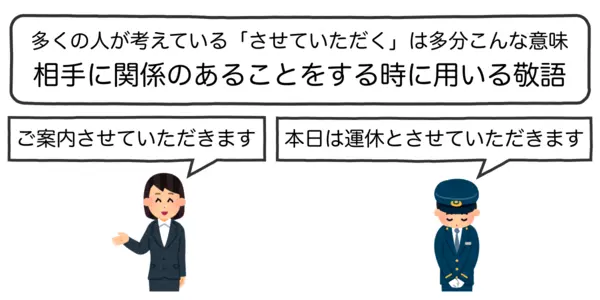 多くの人が考えている「させていただく」は多分こんな意味
相手に関係のあることをする時に用いる敬語
ご案内させていただきます
本日は運休とさせていただきます